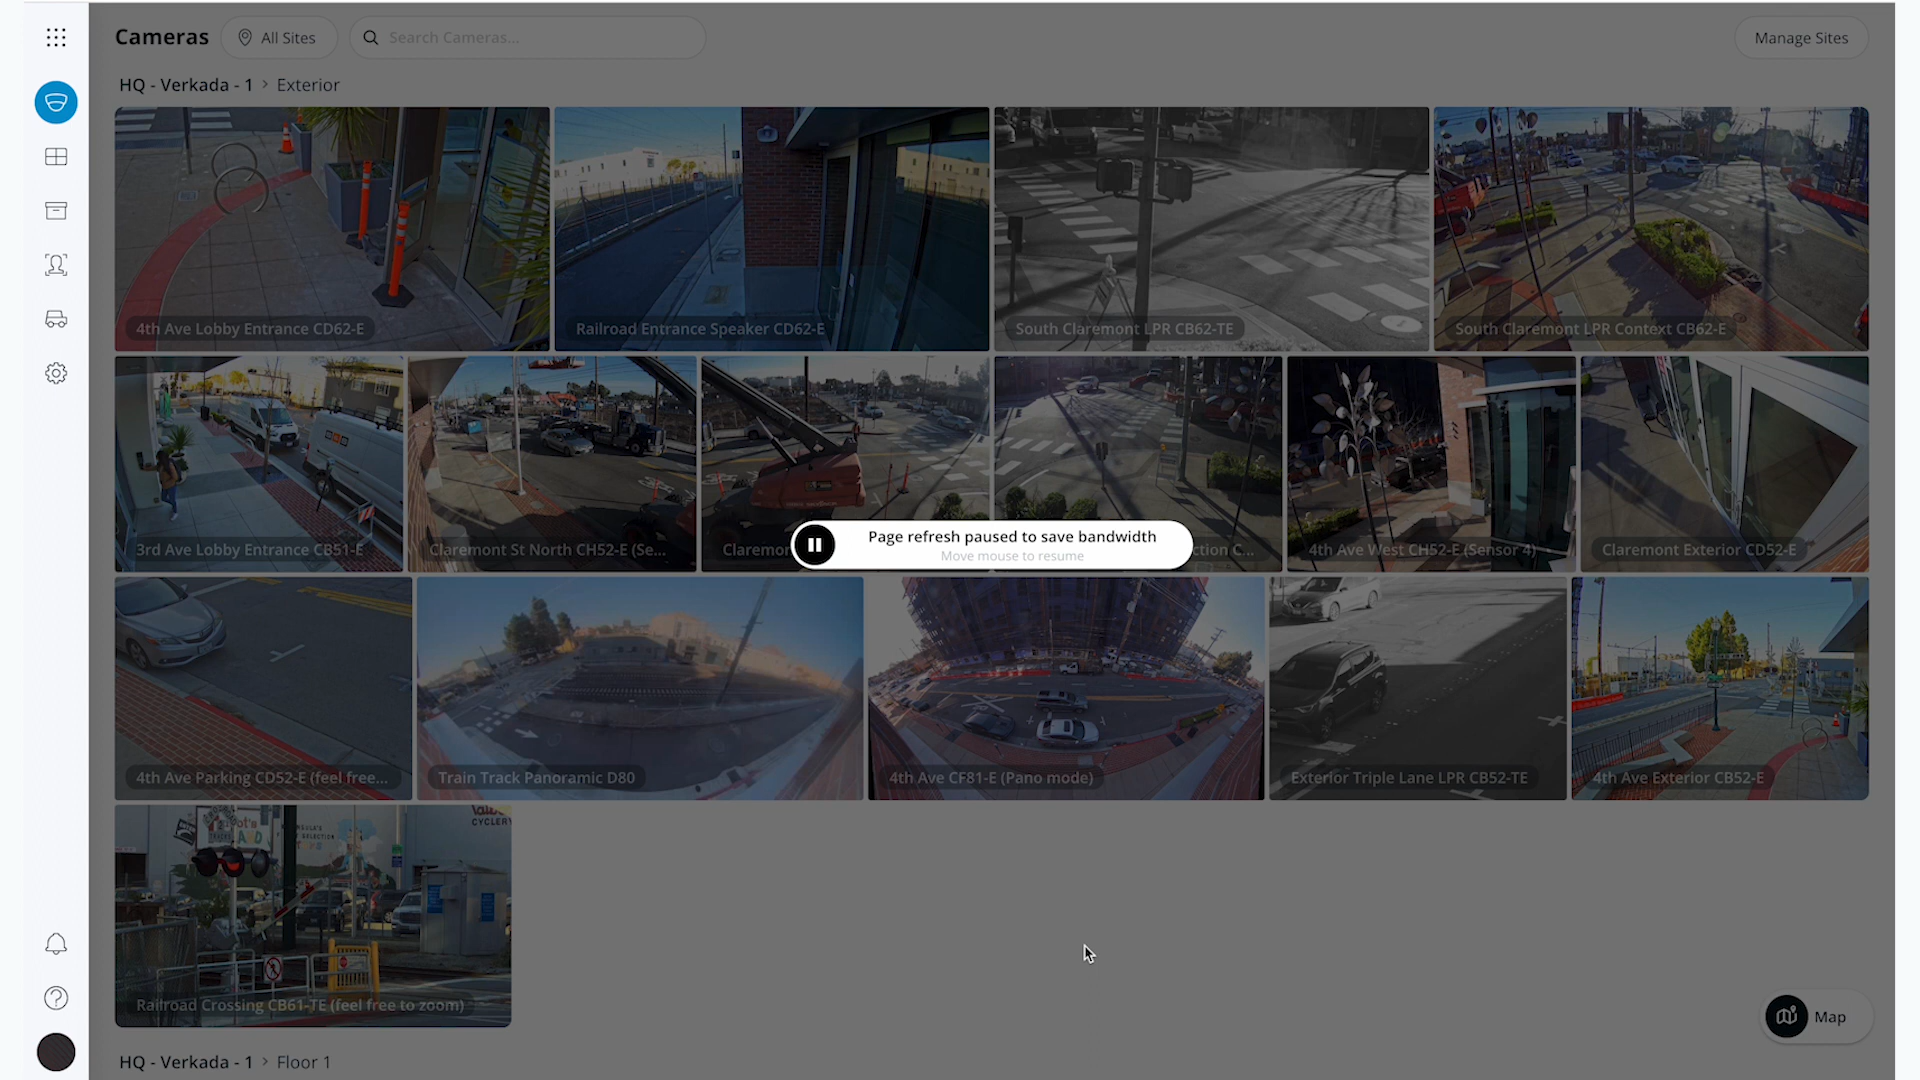 Cameras
All Sites
Search Cameras...
Manage Sites
HQ - Verkada - 1 > Exterior
4th Ave Lobby Entrance CD62-E
Railroad Entrance Speaker CD62-E
South Claremont LPR CB62-TE
South Claremont LPR Context CB62-E
3rd Ave Lobby Entrance CB51-E
Claremont St North CH52-E (Se...
Claremo
Page refresh paused to save bandwidth
Move mouse to resume
ction C...
4th Ave West CH52-E (Sensor 4)
Claremont Exterior CD52-E
4th Ave Parking CD52-E (feel free...
Train Track Panoramic D80
4th Ave CF81-E (Pano mode)
Exterior Triple Lane LPR CB52-TE
4th Ave Exterior CB52-E
CYCLERY
Railroad Crossing CB61-TE (feel free to zoom)
Map
HQ - Verkada - 1 > Floor 1